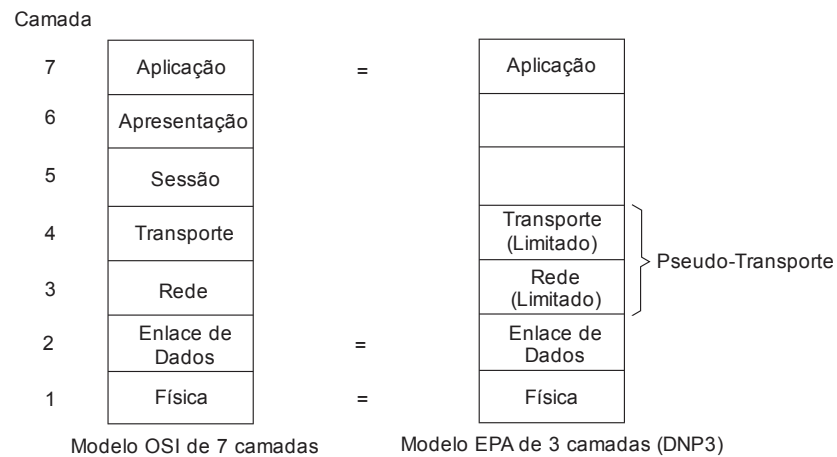 Camada
7
Aplicação
=
Aplicação
6
Apresentação
5
Sessão
4
Transporte
Transporte
(Limitado)
Pseudo-Transporte
3
Rede
Rede
(Limitado)
2
Enlace de
Dados
=
Enlace de
Dados
1
Física
=
Física
Modelo OSI de 7 camadas
Modelo EPA de 3 camadas (DNP3)